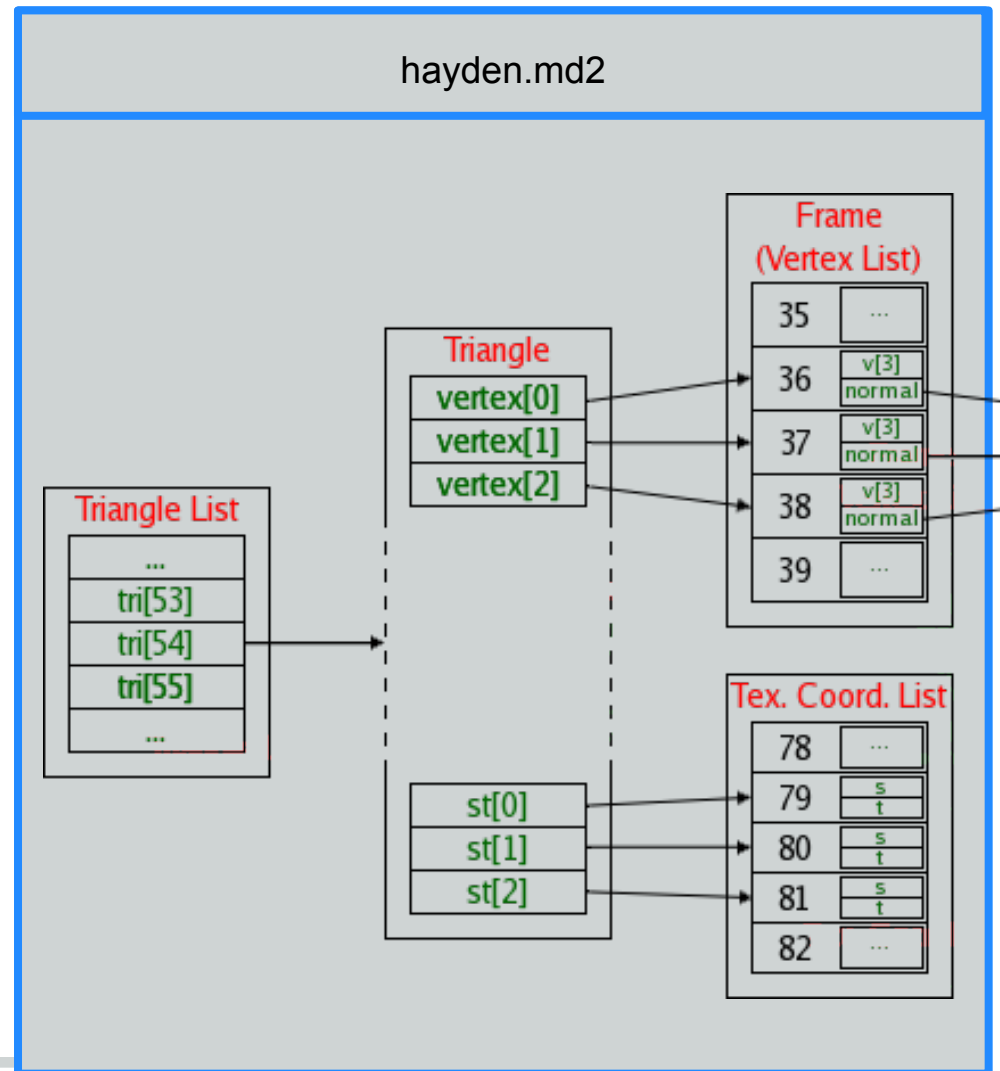 hayden.md2
Triangle List
...
tri[53]
tri[54]
tri[55]
...
Triangle
vertex[0]
vertex[1]
vertex[2]
st[0]
st[1]
st[2]
Frame
(Vertex List)
35 ...
36 v[3]
normal
37 v[3]
normal
38 v[3]
normal
39 ...
Tex. Coord. List
78 ...
79 s
t
80 s
t
81 s
t
82 ...